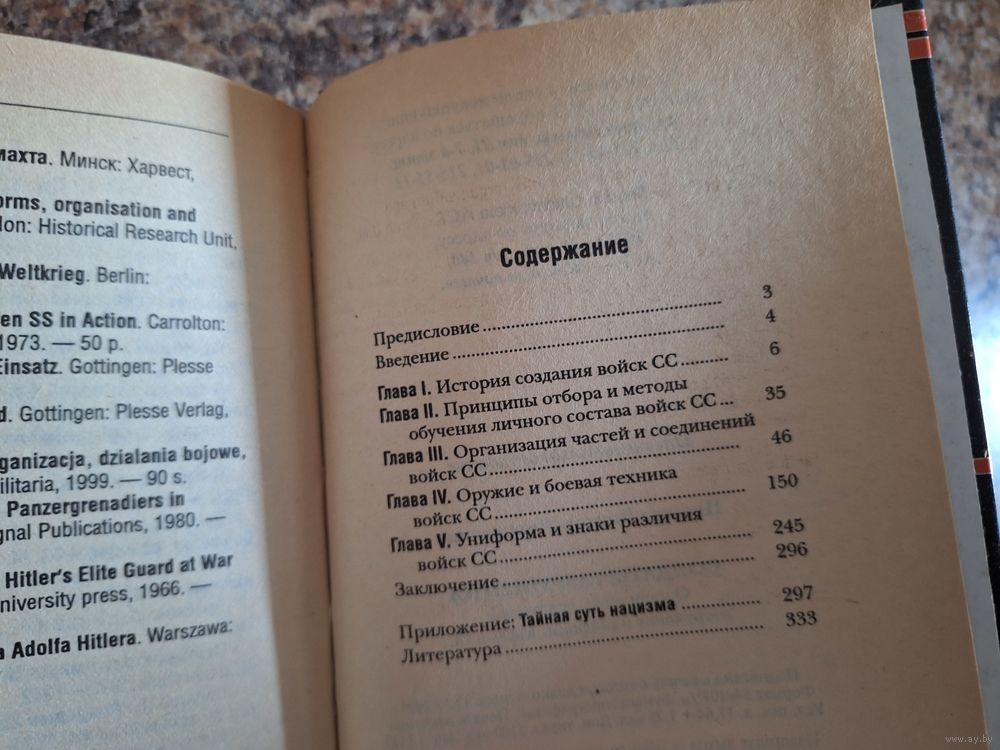 махта. Минск: Харвест,
orms, organisation and
don: Historical Research Unit,
Weltkrieg. Berlin:
en SS in Action. Carrolton:
1973. — 50 p.
Einsatz. Gottingen: Plesse
d. Gottingen: Plesse Verlag,
ganizacja, dzialania bojowe,
ilitaria, 1999. — 90 s.
Panzergrenadiers in
gnal Publications, 1980. —
Hitler's Elite Guard at War
niversity press, 1966. —
a Adolfa Hitlera. Warszawa:
Содержание
Предисловие 3
Введение 4
Глава I. История создания войск СС 6
Глава II. Принципы отбора и методы
обучения личного состава войск СС ... 35
Глава III. Организация частей и соединений
войск СС 46
Глава IV. Оружие и боевая техника
войск СС 150
Глава V. Униформа и знаки различия
войск СС 245
Заключение 296
Приложение: Тайная суть нацизма 297
Литература 333
www.ay.by